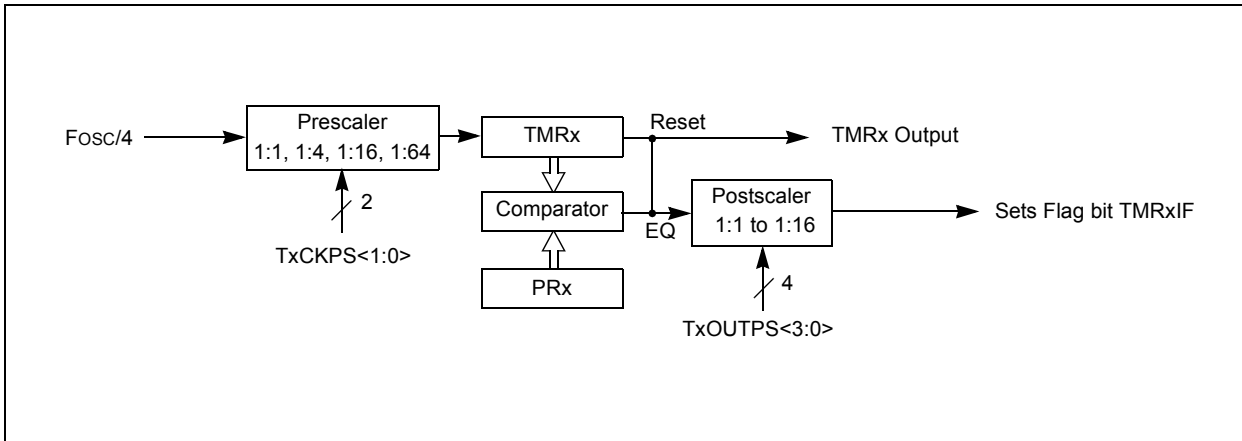 FOSC/4
Prescaler
1:1, 1:4, 1:16, 1:64
2
TxCKPS<1:0>
TMRx
Comparator
PRx
Reset
EQ
TMRx Output
Postscaler
1:1 to 1:16
4
TxOUTPS<3:0>
Sets Flag bit TMRxIF